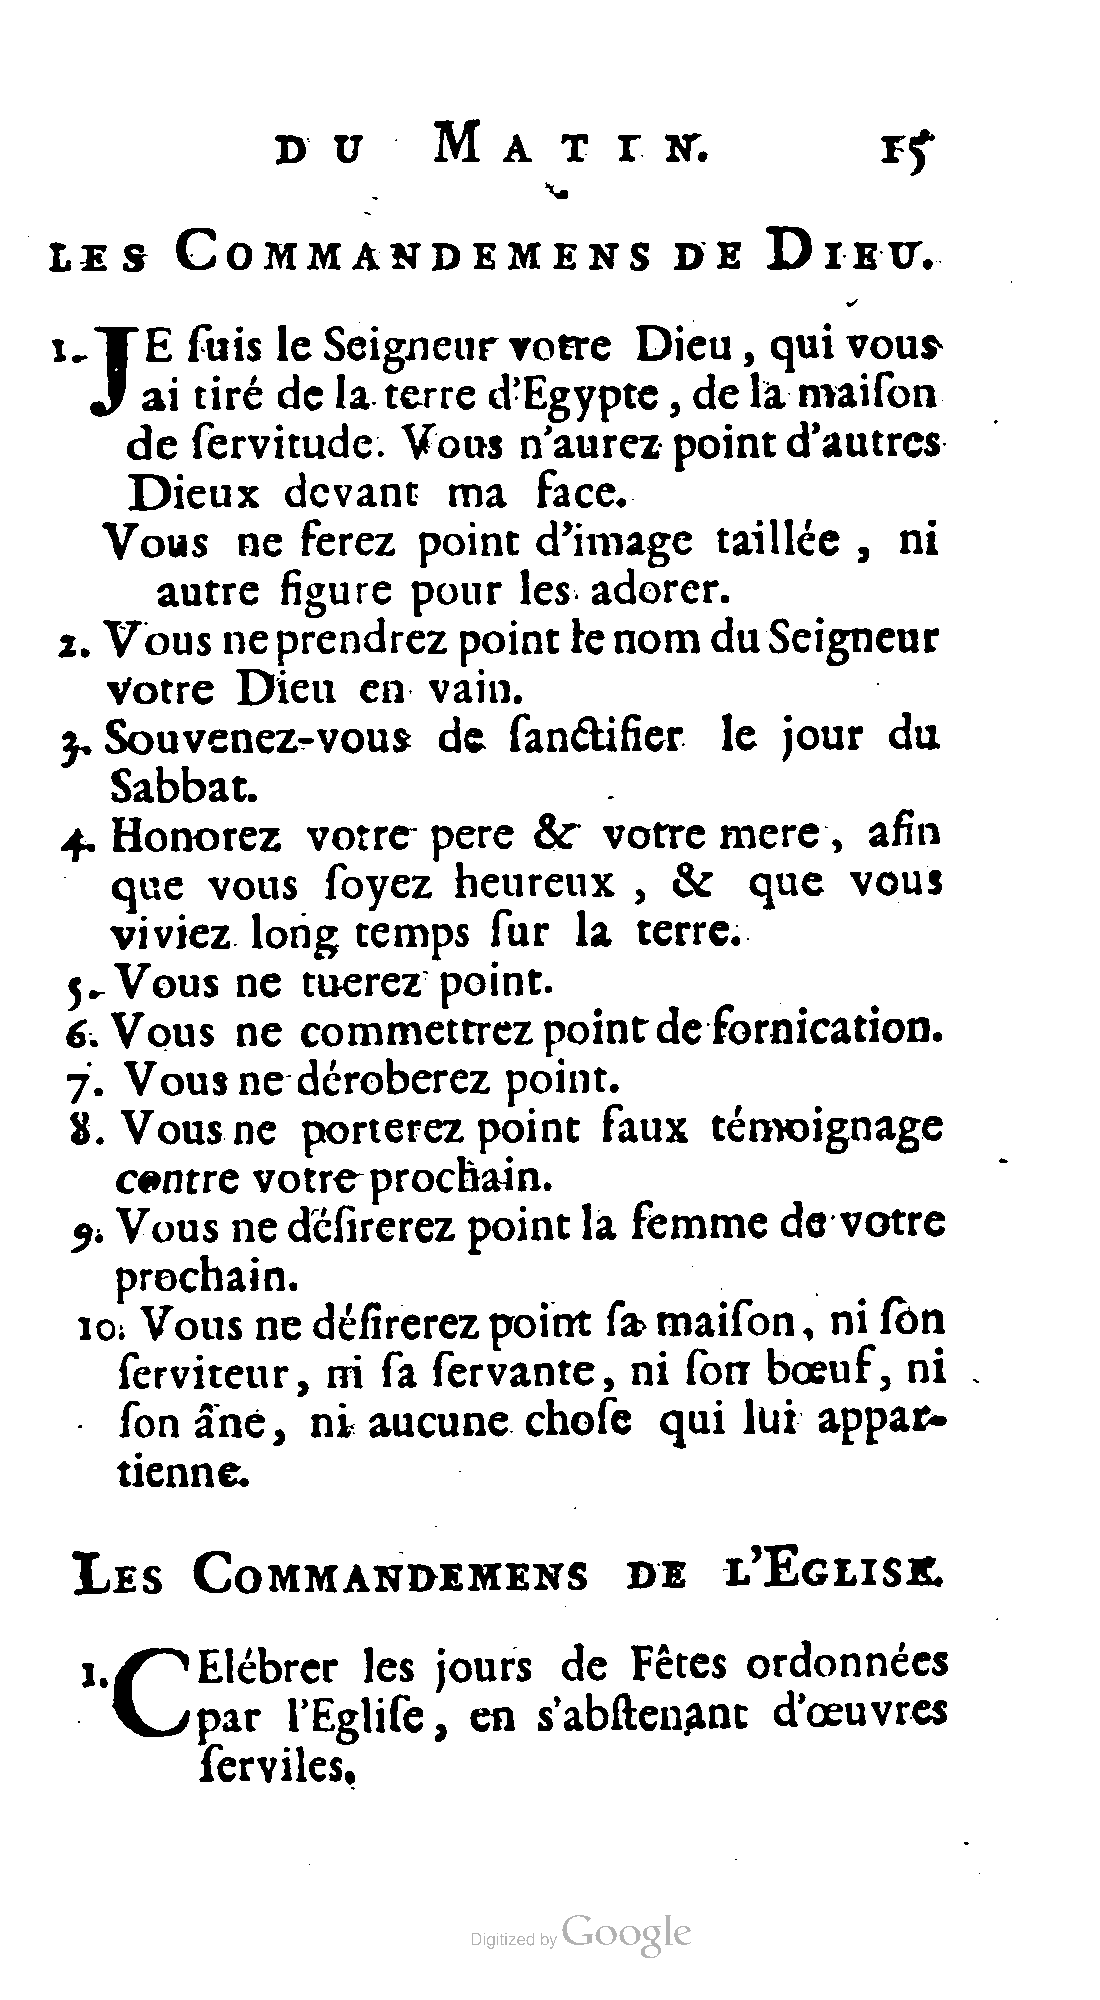 DU MATIN. 15
LES COMMANDEMENS DE DIEU.
1. JE ſuis le Seigneur votre Dieu, qui vous
ai tiré de la terre d'Egypte, de la maiſon
de ſervitude. Vous n'aurez point d'autres
Dieux devant ma face.
Vous ne ferez point d'image taillée, ni
autre figure pour les adorer.
2. Vous ne prendrez point le nom du Seigneur
votre Dieu en vain.
3. Souvenez-vous de ſanctifier le jour du
Sabbat.
4. Honorez votre pere & votre mere, afin
que vous ſoyez heureux, & que vous
viviez long temps ſur la terre.
5. Vous ne tuerez point.
6. Vous ne commettrez point de fornication.
7. Vous ne déroberez point.
8. Vous ne porterez point faux témoignage
contre votre prochain.
9. Vous ne déſirerez point la femme de votre
prochain.
10. Vous ne déſirerez point ſa maiſon, ni ſon
ſerviteur, ni ſa ſervante, ni ſon bœuf, ni
ſon âne, ni aucune choſe qui lui appar-
tienne.
LES COMMANDEMENS DE L'EGLISE.
1. CElébrer les jours de Fêtes ordonnées
par l'Egliſe, en s'abſtenant d'œuvres
ſerviles.
Digitized by Google